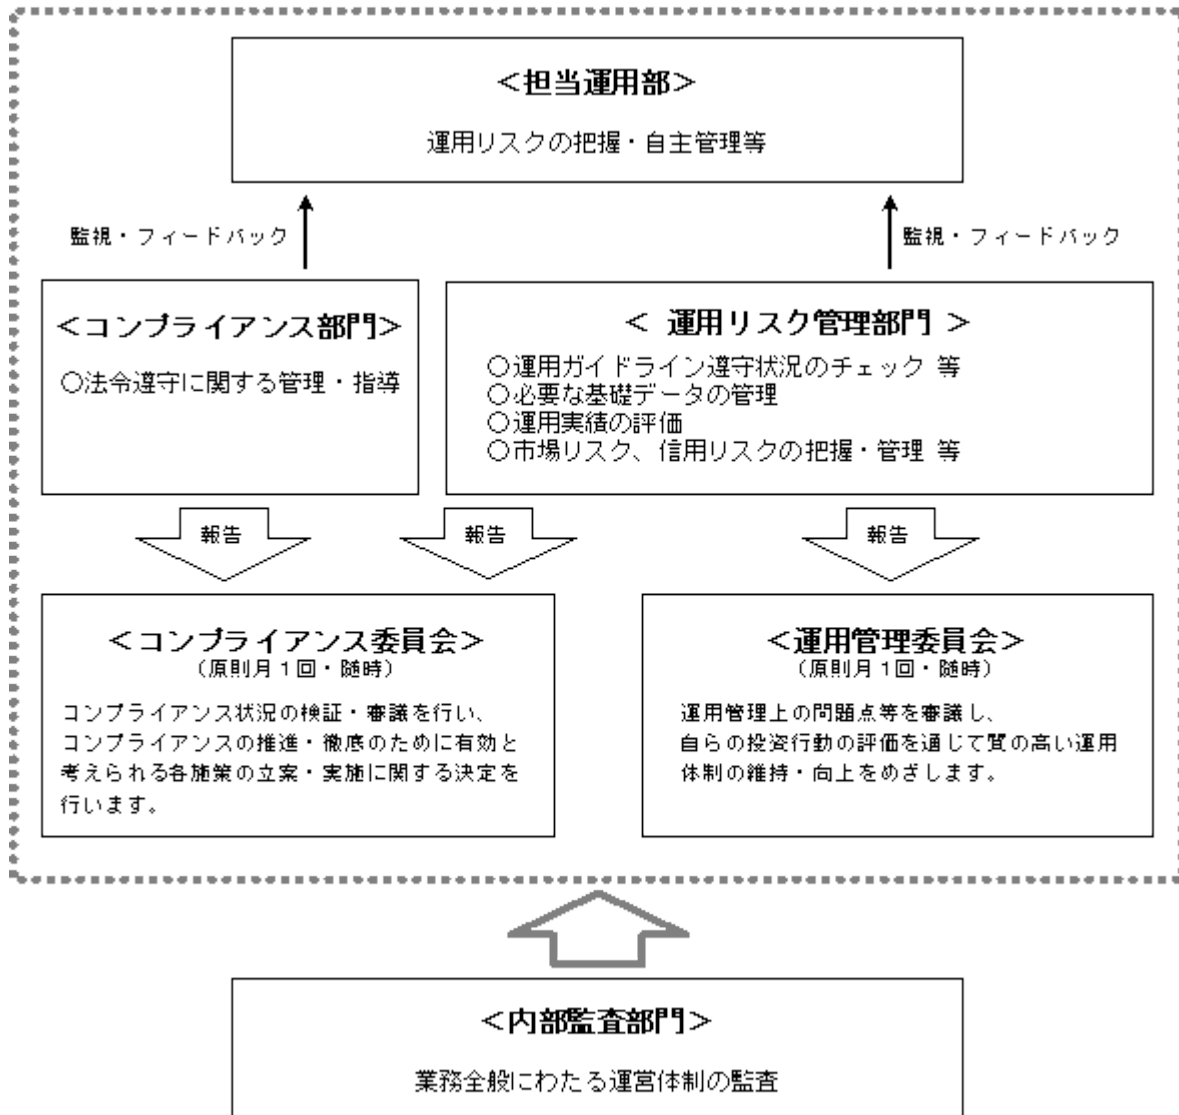 ＜担当運用部＞
運用リスクの把握・自主管理等
監視・フィードバック
監視・フィードバック
＜コンプライアンス部門＞
○法令遵守に関する管理・指導
＜ 運用リスク管理部門 ＞
○運用ガイドライン遵守状況のチェック 等
○必要な基礎データの管理
○運用実績の評価
○市場リスク、信用リスクの把握・管理 等
報告
報告
報告
＜コンプライアンス委員会＞
（原則月１回・随時）
コンプライアンス状況の検証・審議を行い、
コンプライアンスの推進・徹底のために有効と
考えられる各施策の立案・実施に関する決定を
行います。
＜運用管理委員会＞
（原則月１回・随時）
運用管理上の問題点等を審議し、
自らの投資行動の評価を通じて質の高い運用
体制の維持・向上をめざします。
＜内部監査部門＞
業務全般にわたる運営体制の監査